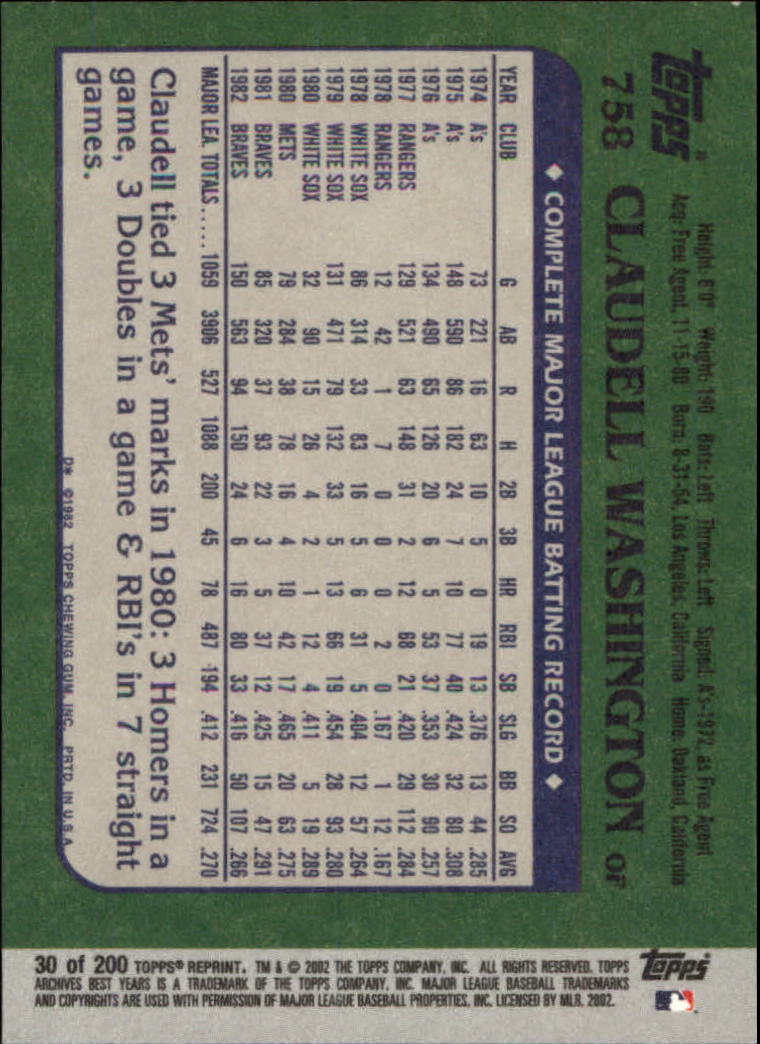 topps®
Height: 6'0" Weight: 190 Bats: Left Throws: Left Signed: A's-1972, as Free Agent
Acq: Free Agent, 11-15-80 Born: 8-31-54, Los Angeles, California Home: Oakland, California
758 CLAUDELL WASHINGTON OF
◆ COMPLETE MAJOR LEAGUE BATTING RECORD ◆
YEAR CLUB G AB R H 2B 3B HR RBI SB SLG BB SO AVG
1974 A's 73 221 16 63 10 5 0 19 13 .376 13 44 .285
1975 A's 148 590 86 182 24 7 10 77 40 .424 32 80 .308
1976 A's 134 490 65 126 20 6 5 53 37 .353 30 90 .257
1977 RANGERS 129 521 63 148 31 2 12 68 21 .420 29 112 .284
1978 RANGERS 12 42 1 7 0 0 0 2 0 .167 1 12 .167
1978 WHITE SOX 86 314 33 83 16 5 6 31 5 .404 12 57 .264
1979 WHITE SOX 131 471 79 132 33 5 13 66 19 .454 28 93 .280
1980 WHITE SOX 32 90 15 26 4 2 1 12 4 .411 5 19 .289
1980 METS 79 284 38 78 16 4 10 42 17 .465 20 63 .275
1981 BRAVES 85 320 37 93 22 3 5 37 12 .425 15 47 .291
1982 BRAVES 150 563 94 150 24 6 16 80 33 .416 50 107 .266
MAJOR LEA. TOTALS..... 1059 3906 527 1088 200 45 78 487 194 .412 231 724 .270
Claudell tied 3 Mets' marks in 1980: 3 Homers in a
game, 3 Doubles in a game & RBI's in 7 straight
games.
D* ©1982 TOPPS CHEWING GUM, INC. PRTD. IN U.S.A.
30 of 200 TOPPS® REPRINT. TM & © 2002 THE TOPPS COMPANY, INC. ALL RIGHTS RESERVED. TOPPS
ARCHIVES BEST YEARS IS A TRADEMARK OF THE TOPPS COMPANY, INC. MAJOR LEAGUE BASEBALL TRADEMARKS
AND COPYRIGHTS ARE USED WITH PERMISSION OF MAJOR LEAGUE BASEBALL PROPERTIES, INC. LICENSED BY MLB. 2002.
topps